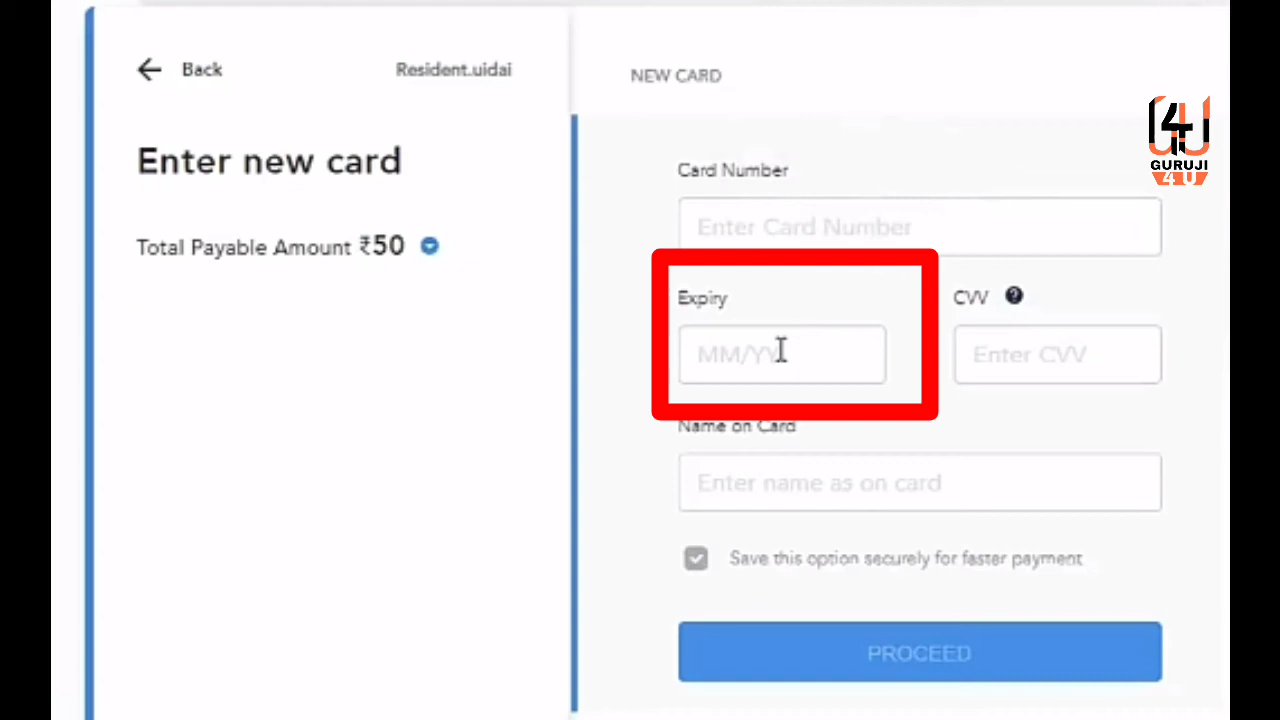 Back
Resident.uidai
Enter new card
Total Payable Amount ₹50
NEW CARD
Card Number
Enter Card Number
Expiry
MM/YY
CVV ?
Enter CVV
Name on Card
Enter name as on card
Save this option securely for faster payment
PROCEED
4U
GURUJI
4 U